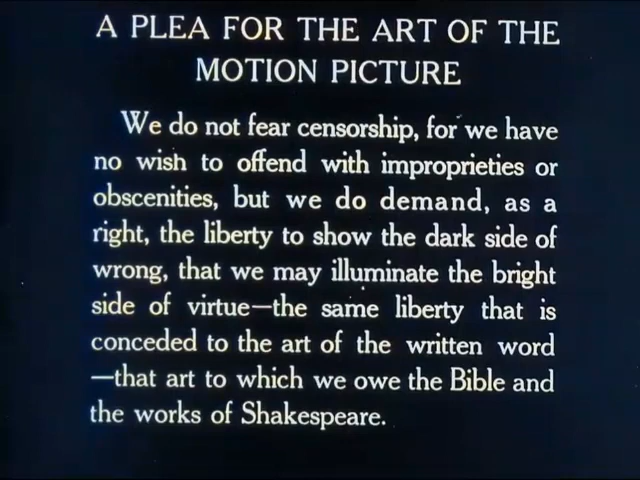 A PLEA FOR THE ART OF THE
MOTION PICTURE
We do not fear censorship, for we have
no wish to offend with improprieties or
obscenities, but we do demand, as a
right, the liberty to show the dark side of
wrong, that we may illuminate the bright
side of virtue—the same liberty that is
conceded to the art of the written word
—that art to which we owe the Bible and
the works of Shakespeare.